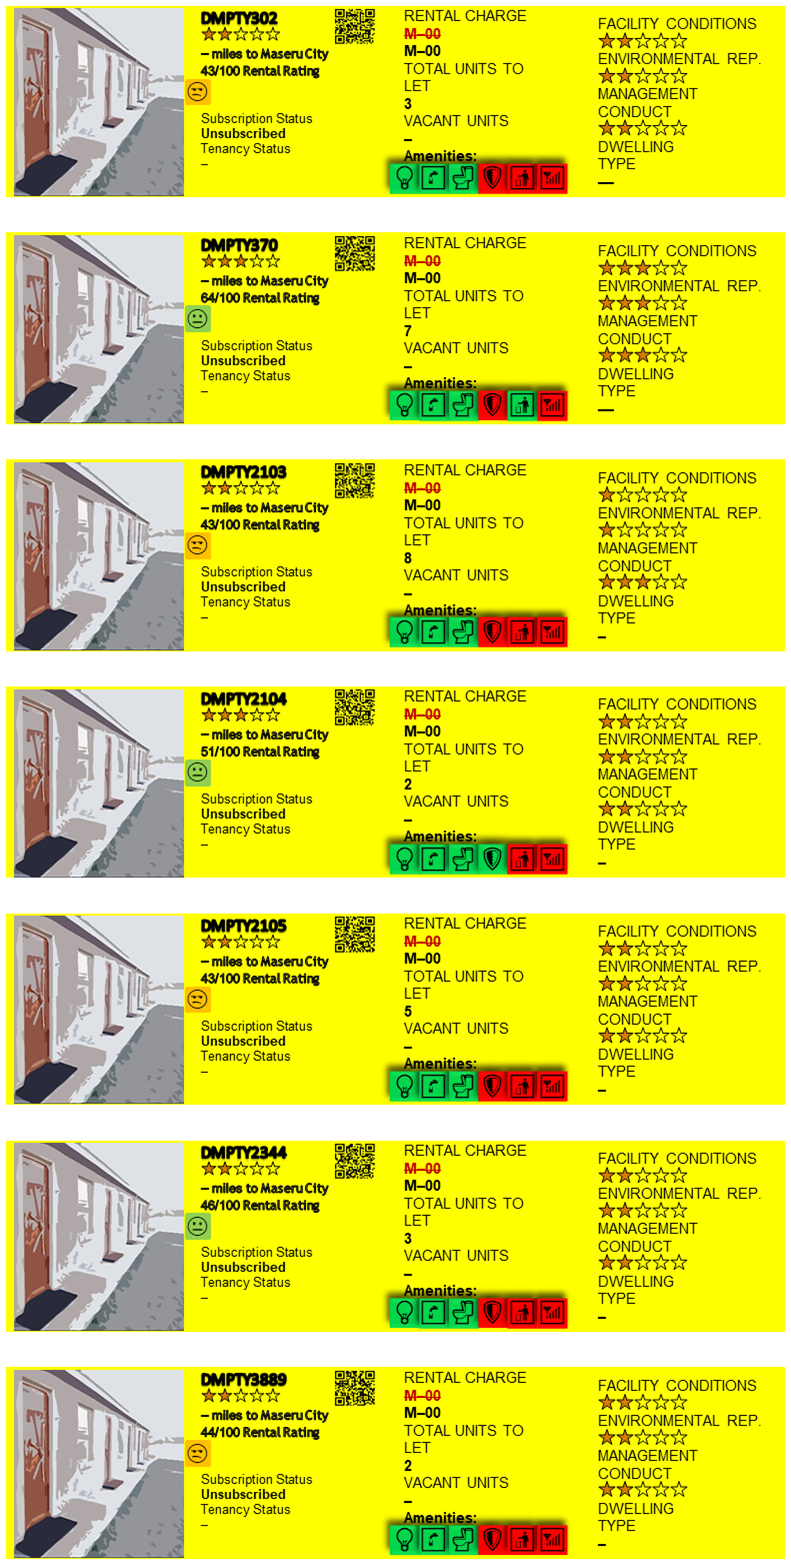 DMPTY302
– miles to Maseru City
43/100 Rental Rating
Subscription Status
Unsubscribed
Tenancy Status
–
RENTAL CHARGE
M–00
M–00
TOTAL UNITS TO
LET
3
VACANT UNITS
–
Amenities:
FACILITY CONDITIONS
ENVIRONMENTAL REP.
MANAGEMENT
CONDUCT
DWELLING
TYPE
—
DMPTY370
– miles to Maseru City
64/100 Rental Rating
Subscription Status
Unsubscribed
Tenancy Status
–
RENTAL CHARGE
M–00
M–00
TOTAL UNITS TO
LET
7
VACANT UNITS
–
Amenities:
FACILITY CONDITIONS
ENVIRONMENTAL REP.
MANAGEMENT
CONDUCT
DWELLING
TYPE
—
DMPTY2103
– miles to Maseru City
43/100 Rental Rating
Subscription Status
Unsubscribed
Tenancy Status
–
RENTAL CHARGE
M–00
M–00
TOTAL UNITS TO
LET
8
VACANT UNITS
–
Amenities:
FACILITY CONDITIONS
ENVIRONMENTAL REP.
MANAGEMENT
CONDUCT
DWELLING
TYPE
–
DMPTY2104
– miles to Maseru City
51/100 Rental Rating
Subscription Status
Unsubscribed
Tenancy Status
–
RENTAL CHARGE
M–00
M–00
TOTAL UNITS TO
LET
2
VACANT UNITS
–
Amenities:
FACILITY CONDITIONS
ENVIRONMENTAL REP.
MANAGEMENT
CONDUCT
DWELLING
TYPE
–
DMPTY2105
– miles to Maseru City
43/100 Rental Rating
Subscription Status
Unsubscribed
Tenancy Status
–
RENTAL CHARGE
M–00
M–00
TOTAL UNITS TO
LET
5
VACANT UNITS
–
Amenities:
FACILITY CONDITIONS
ENVIRONMENTAL REP.
MANAGEMENT
CONDUCT
DWELLING
TYPE
–
DMPTY2344
– miles to Maseru City
46/100 Rental Rating
Subscription Status
Unsubscribed
Tenancy Status
–
RENTAL CHARGE
M–00
M–00
TOTAL UNITS TO
LET
3
VACANT UNITS
–
Amenities:
FACILITY CONDITIONS
ENVIRONMENTAL REP.
MANAGEMENT
CONDUCT
DWELLING
TYPE
–
DMPTY3889
– miles to Maseru City
44/100 Rental Rating
Subscription Status
Unsubscribed
Tenancy Status
–
RENTAL CHARGE
M–00
M–00
TOTAL UNITS TO
LET
2
VACANT UNITS
–
Amenities:
FACILITY CONDITIONS
ENVIRONMENTAL REP.
MANAGEMENT
CONDUCT
DWELLING
TYPE
–